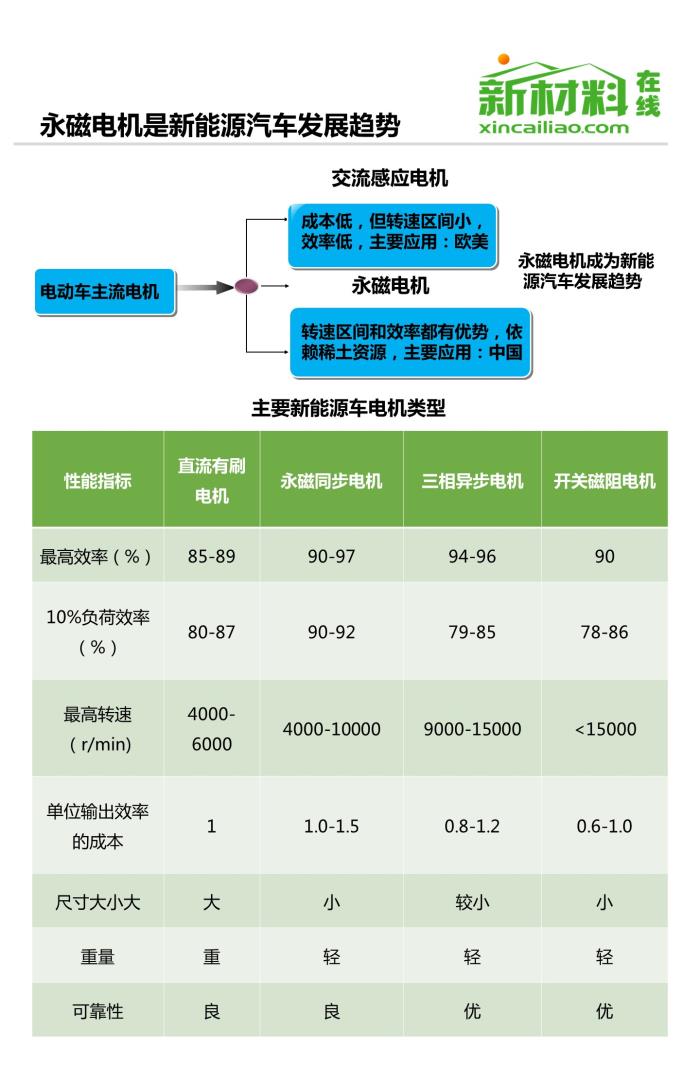 新材料在线
xincailiao.com
永磁电机是新能源汽车发展趋势
交流感应电机
成本低，但转速区间小，
效率低，主要应用：欧美
永磁电机成为新能
源汽车发展趋势
电动车主流电机
永磁电机
转速区间和效率都有优势，依
赖稀土资源，主要应用：中国
主要新能源车电机类型
性能指标 直流有刷 永磁同步电机 三相异步电机 开关磁阻电机
电机
最高效率（%） 85-89 90-97 94-96 90
10%负荷效率
（%） 80-87 90-92 79-85 78-86
最高转速
（r/min) 4000-
6000 4000-10000 9000-15000 <15000
单位输出效率
的成本 1 1.0-1.5 0.8-1.2 0.6-1.0
尺寸大小大 大 小 较小 小
重量 重 轻 轻 轻
可靠性 良 良 优 优